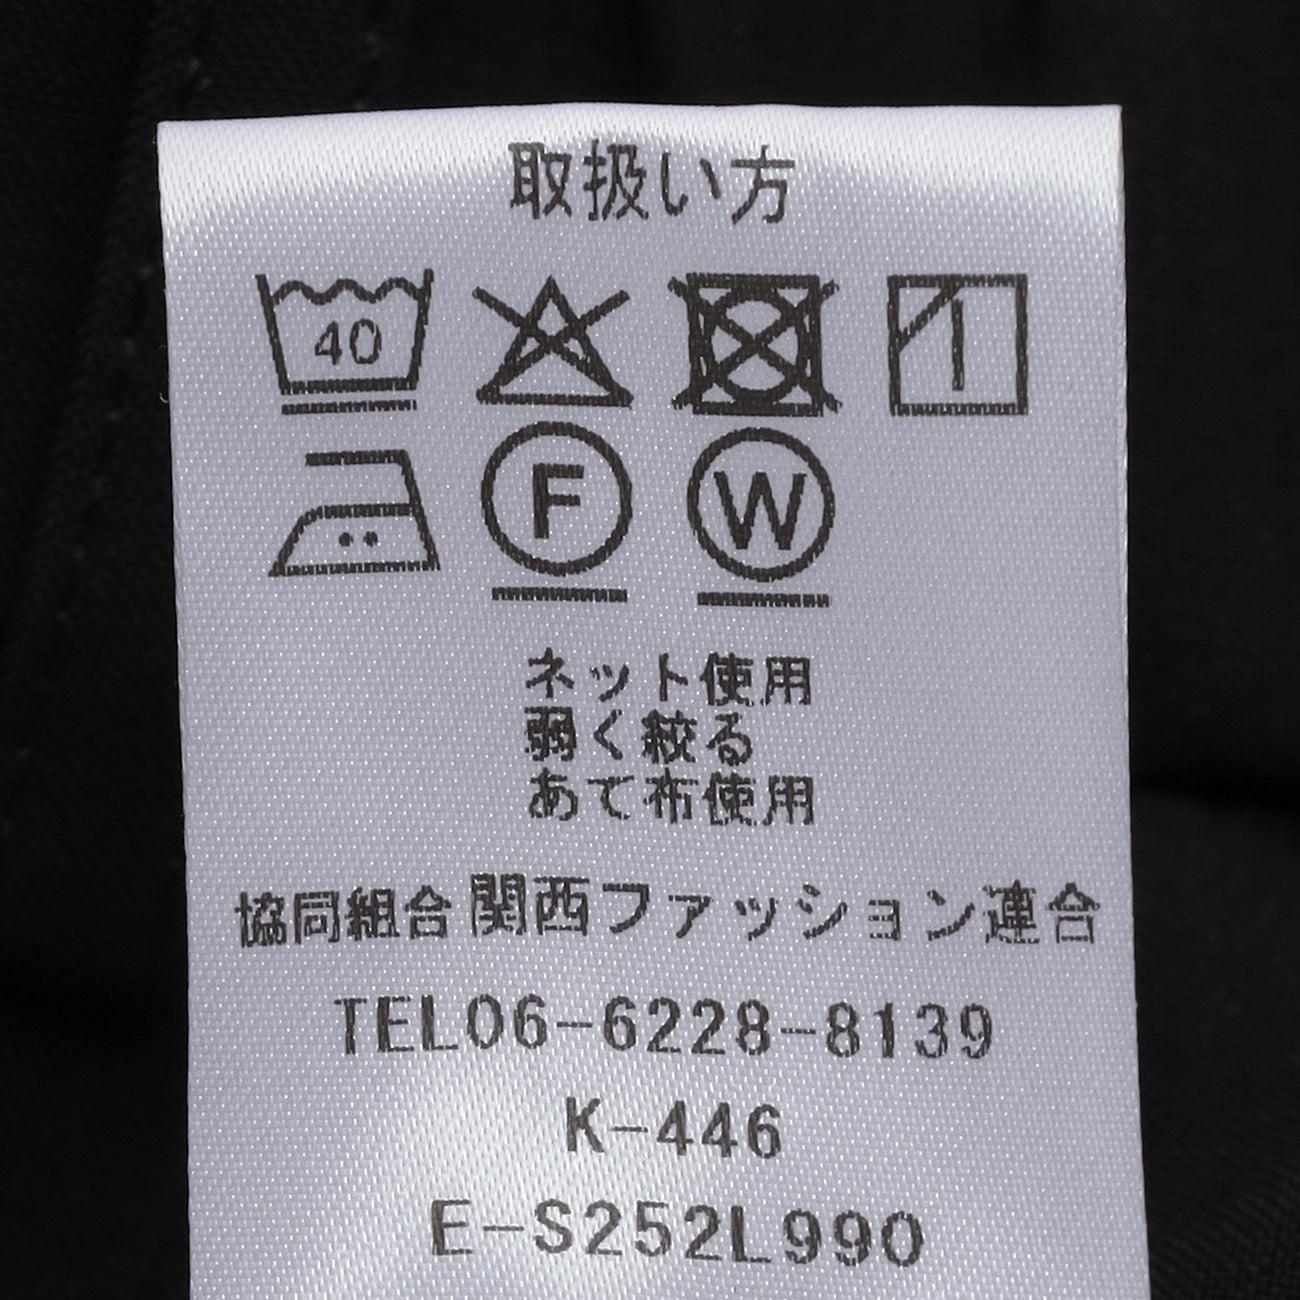 取扱い方
40
F W
ネット使用
弱く絞る
あて布使用
協同組合関西ファッション連合
TEL06-6228-8139
K-446
E-S252L990